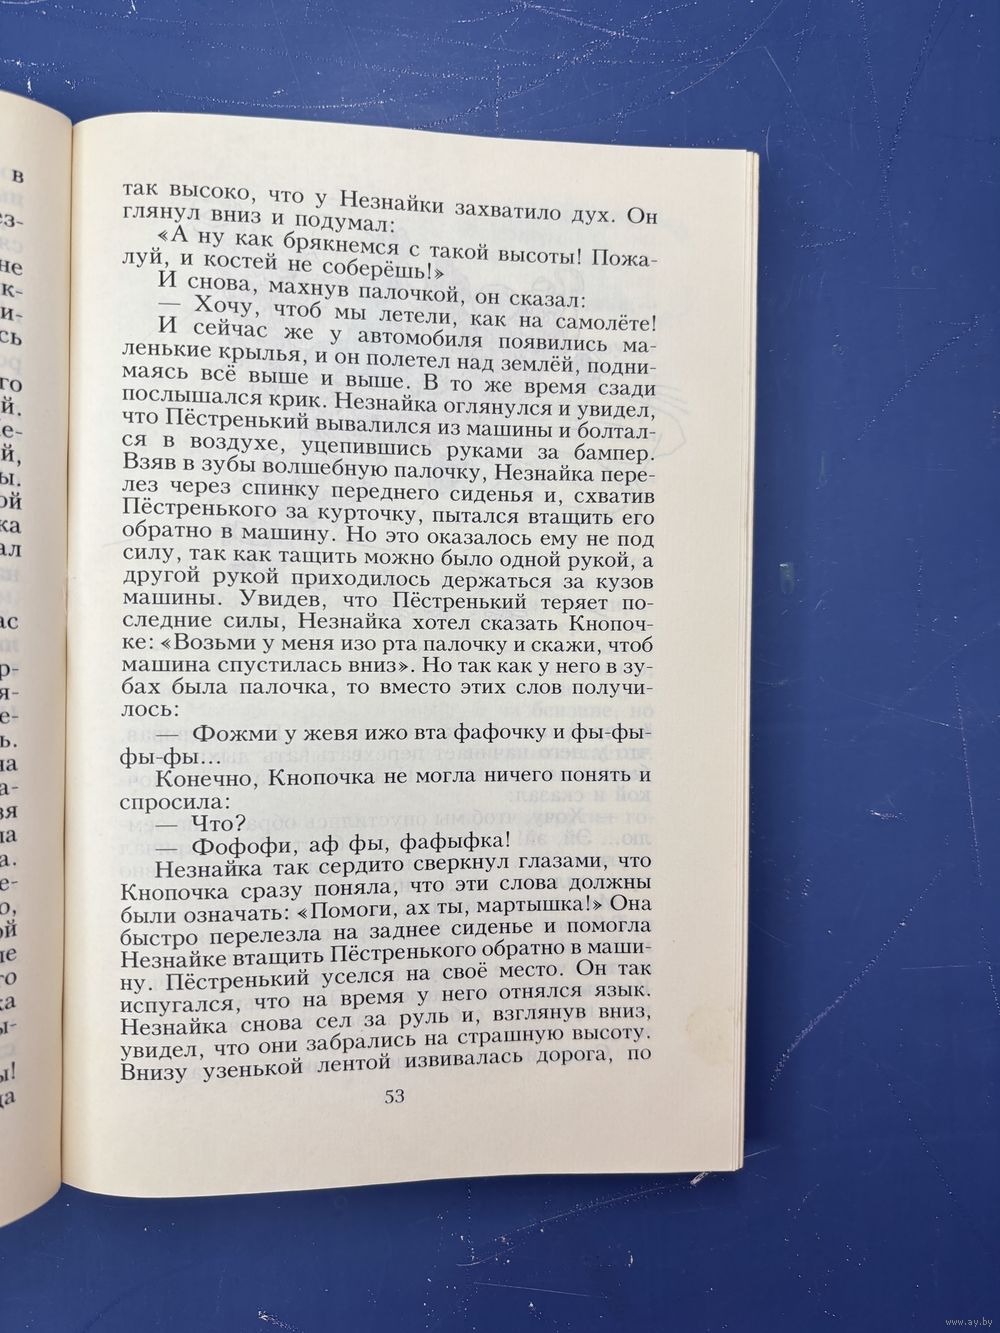 так высоко, что у Незнайки захватило дух. Он
глянул вниз и подумал:
«А ну как брякнемся с такой высоты! Пожа-
луй, и костей не соберёшь!»
И снова, махнув палочкой, он сказал:
— Хочу, чтоб мы летели, как на самолёте!
И сейчас же у автомобиля появились ма-
ленькие крылья, и он полетел над землёй, подни-
маясь всё выше и выше. В то же время сзади
послышался крик. Незнайка оглянулся и увидел,
что Пёстренький вывалился из машины и болтал-
ся в воздухе, уцепившись руками за бампер.
Взяв в зубы волшебную палочку, Незнайка пере-
лез через спинку переднего сиденья и, схватив
Пёстренького за курточку, пытался втащить его
обратно в машину. Но это оказалось ему не под
силу, так как тащить можно было одной рукой, а
другой рукой приходилось держаться за кузов
машины. Увидев, что Пёстренький теряет по-
следние силы, Незнайка хотел сказать Кнопоч-
ке: «Возьми у меня изо рта палочку и скажи, чтоб
машина спустилась вниз». Но так как у него в зу-
бах была палочка, то вместо этих слов получи-
лось:
— Фожми у жевя ижо вта фафочку и фы-фы-
фы-фы...
Конечно, Кнопочка не могла ничего понять и
спросила:
— Что?
— Фофофи, аф фы, фафыфка!
Незнайка так сердито сверкнул глазами, что
Кнопочка сразу поняла, что эти слова должны
были означать: «Помоги, ах ты, мартышка!» Она
быстро перелезла на заднее сиденье и помогла
Незнайке втащить Пёстренького обратно в маши-
ну. Пёстренький уселся на своё место. Он так
испугался, что на время у него отнялся язык.
Незнайка снова сел за руль и, взглянув вниз,
увидел, что они забрались на страшную высоту.
Внизу узенькой лентой извивалась дорога, по
53
www.ay.by